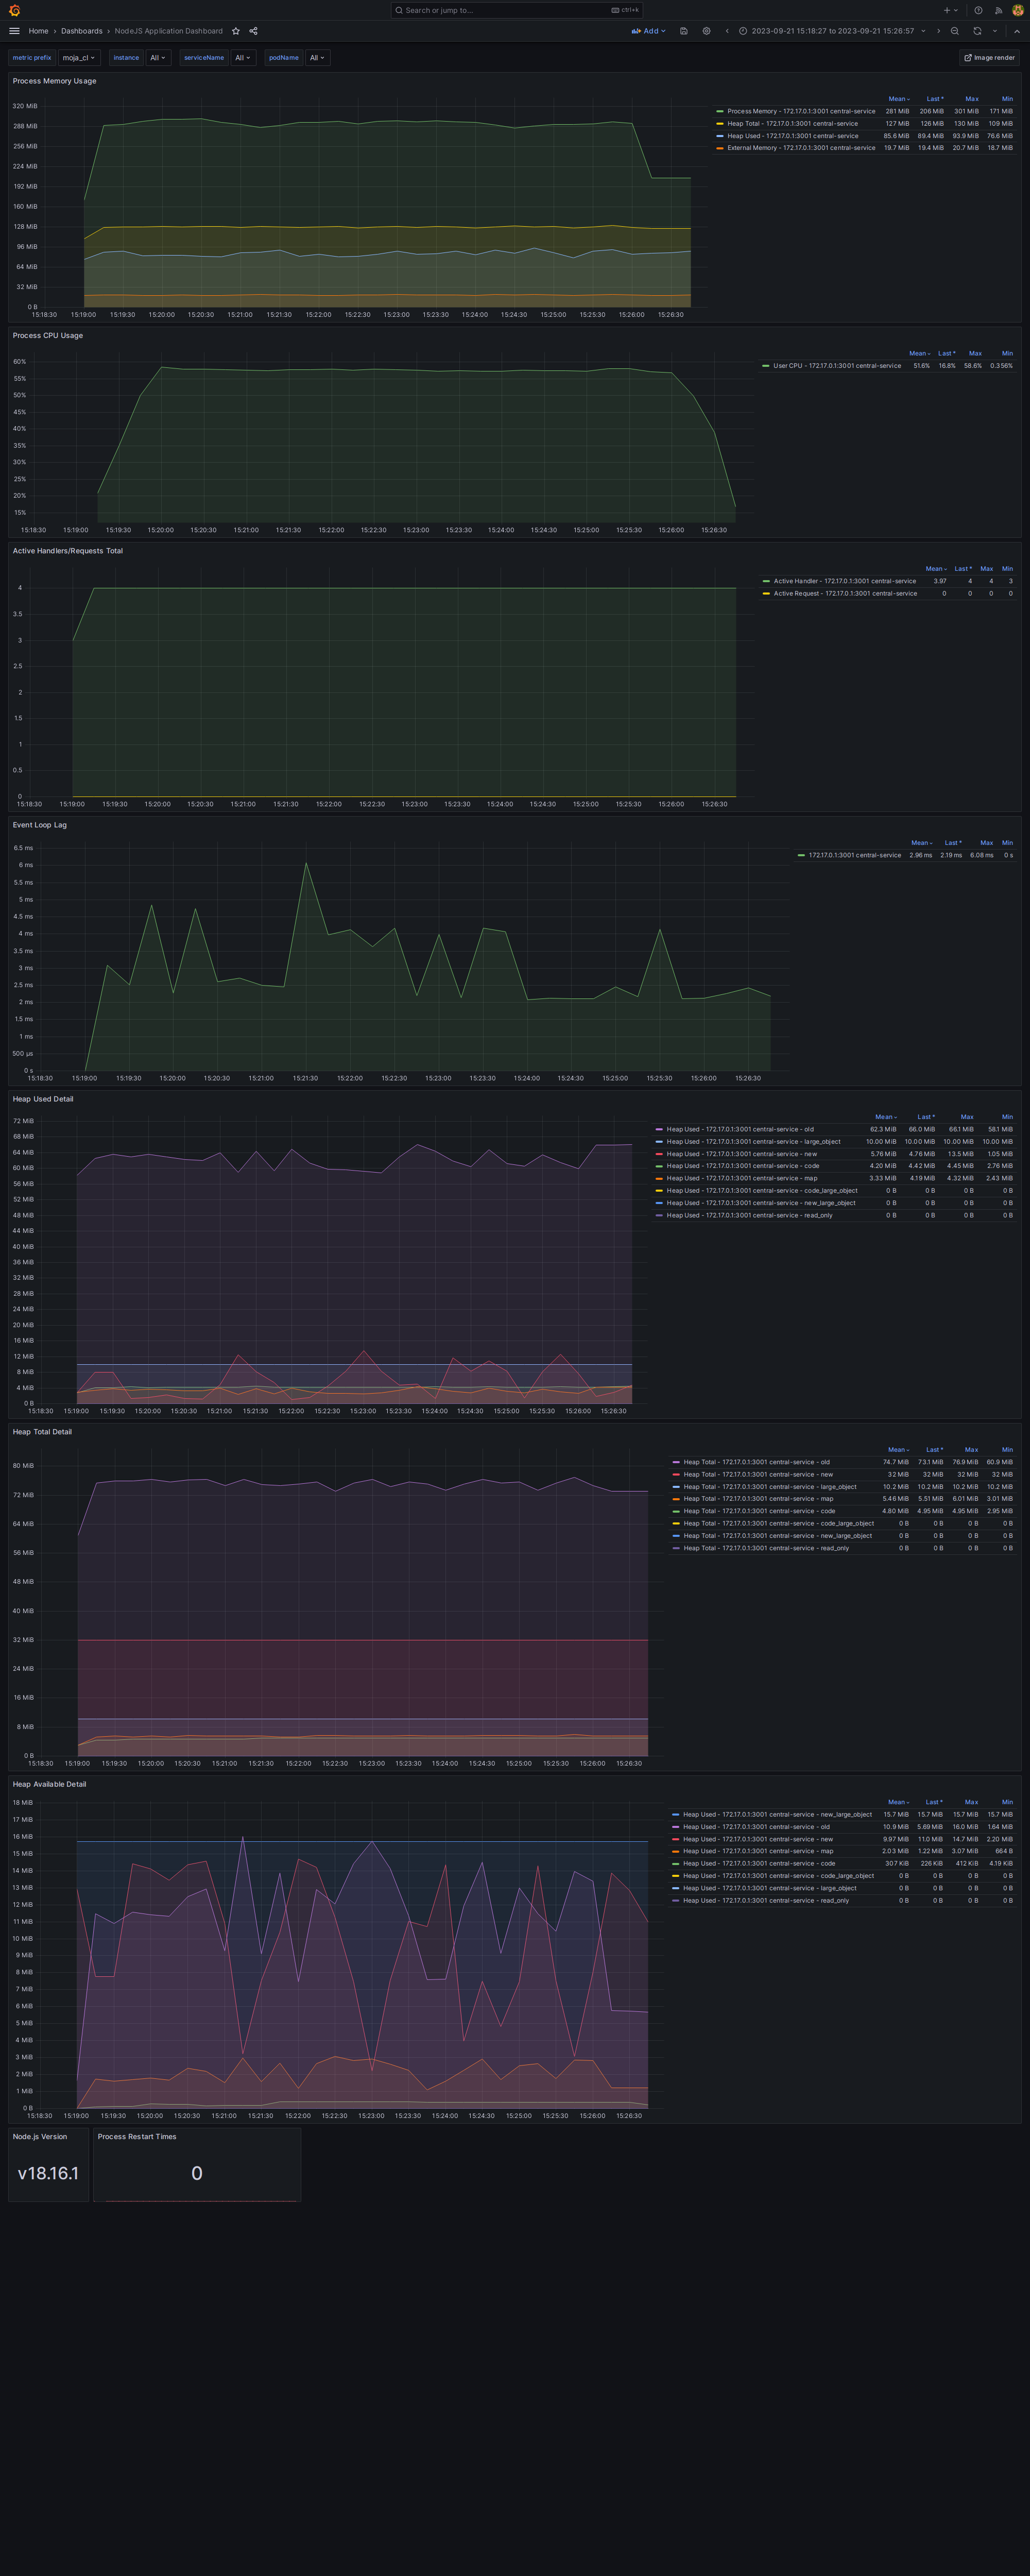 Search or jump to... ctrl+k
Home › Dashboards › NodeJS Application Dashboard Add 2023-09-21 15:18:27 to 2023-09-21 15:26:57
metric prefix moja_cl instance All serviceName All podName All Image render
Process Memory Usage
Mean Last * Max Min
320 MiB
Process Memory - 172.17.0.1:3001 central-service 281 MiB 206 MiB 301 MiB 171 MiB
Heap Total - 172.17.0.1:3001 central-service 127 MiB 126 MiB 130 MiB 109 MiB
288 MiB
Heap Used - 172.17.0.1:3001 central-service 85.6 MiB 89.4 MiB 93.9 MiB 76.6 MiB
256 MiB
External Memory - 172.17.0.1:3001 central-service 19.7 MiB 19.4 MiB 20.7 MiB 18.7 MiB
224 MiB
192 MiB
160 MiB
128 MiB
96 MiB
64 MiB
32 MiB
0 B
15:18:30 15:19:00 15:19:30 15:20:00 15:20:30 15:21:00 15:21:30 15:22:00 15:22:30 15:23:00 15:23:30 15:24:00 15:24:30 15:25:00 15:25:30 15:26:00 15:26:30
Process CPU Usage
Mean Last * Max Min
60%
User CPU - 172.17.0.1:3001 central-service 51.6% 16.8% 58.6% 0.356%
55%
50%
45%
40%
35%
30%
25%
20%
15%
15:18:30 15:19:00 15:19:30 15:20:00 15:20:30 15:21:00 15:21:30 15:22:00 15:22:30 15:23:00 15:23:30 15:24:00 15:24:30 15:25:00 15:25:30 15:26:00 15:26:30
Active Handlers/Requests Total
Mean Last * Max Min
Active Handler - 172.17.0.1:3001 central-service 3.97 4 4 3
4
Active Request - 172.17.0.1:3001 central-service 0 0 0 0
3.5
3
2.5
2
1.5
1
0.5
0
15:18:30 15:19:00 15:19:30 15:20:00 15:20:30 15:21:00 15:21:30 15:22:00 15:22:30 15:23:00 15:23:30 15:24:00 15:24:30 15:25:00 15:25:30 15:26:00 15:26:30
Event Loop Lag
Mean Last * Max Min
6.5 ms
172.17.0.1:3001 central-service 2.96 ms 2.19 ms 6.08 ms 0 s
6 ms
5.5 ms
5 ms
4.5 ms
4 ms
3.5 ms
3 ms
2.5 ms
2 ms
1.5 ms
1 ms
500 µs
0 s
15:18:30 15:19:00 15:19:30 15:20:00 15:20:30 15:21:00 15:21:30 15:22:00 15:22:30 15:23:00 15:23:30 15:24:00 15:24:30 15:25:00 15:25:30 15:26:00 15:26:30
Heap Used Detail
Mean Last * Max Min
72 MiB
Heap Used - 172.17.0.1:3001 central-service - old 62.3 MiB 66.0 MiB 66.1 MiB 58.1 MiB
68 MiB
Heap Used - 172.17.0.1:3001 central-service - large_object 10.00 MiB 10.00 MiB 10.00 MiB 10.00 MiB
64 MiB
Heap Used - 172.17.0.1:3001 central-service - new 5.76 MiB 4.76 MiB 13.5 MiB 1.05 MiB
60 MiB
Heap Used - 172.17.0.1:3001 central-service - code 4.20 MiB 4.42 MiB 4.45 MiB 2.76 MiB
Heap Used - 172.17.0.1:3001 central-service - map 3.33 MiB 4.19 MiB 4.32 MiB 2.43 MiB
56 MiB
Heap Used - 172.17.0.1:3001 central-service - code_large_object 0 B 0 B 0 B 0 B
52 MiB
Heap Used - 172.17.0.1:3001 central-service - new_large_object 0 B 0 B 0 B 0 B
48 MiB
Heap Used - 172.17.0.1:3001 central-service - read_only 0 B 0 B 0 B 0 B
44 MiB
40 MiB
36 MiB
32 MiB
28 MiB
24 MiB
20 MiB
16 MiB
12 MiB
8 MiB
4 MiB
0 B
15:18:30 15:19:00 15:19:30 15:20:00 15:20:30 15:21:00 15:21:30 15:22:00 15:22:30 15:23:00 15:23:30 15:24:00 15:24:30 15:25:00 15:25:30 15:26:00 15:26:30
Heap Total Detail
Mean Last * Max Min
Heap Total - 172.17.0.1:3001 central-service - old 74.7 MiB 73.1 MiB 76.9 MiB 60.9 MiB
80 MiB
Heap Total - 172.17.0.1:3001 central-service - new 32 MiB 32 MiB 32 MiB 32 MiB
Heap Total - 172.17.0.1:3001 central-service - large_object 10.2 MiB 10.2 MiB 10.2 MiB 10.2 MiB
72 MiB
Heap Total - 172.17.0.1:3001 central-service - map 5.46 MiB 5.51 MiB 6.01 MiB 3.01 MiB
Heap Total - 172.17.0.1:3001 central-service - code 4.80 MiB 4.95 MiB 4.95 MiB 2.95 MiB
64 MiB
Heap Total - 172.17.0.1:3001 central-service - code_large_object 0 B 0 B 0 B 0 B
Heap Total - 172.17.0.1:3001 central-service - new_large_object 0 B 0 B 0 B 0 B
Heap Total - 172.17.0.1:3001 central-service - read_only 0 B 0 B 0 B 0 B
56 MiB
48 MiB
40 MiB
32 MiB
24 MiB
16 MiB
8 MiB
0 B
15:18:30 15:19:00 15:19:30 15:20:00 15:20:30 15:21:00 15:21:30 15:22:00 15:22:30 15:23:00 15:23:30 15:24:00 15:24:30 15:25:00 15:25:30 15:26:00 15:26:30
Heap Available Detail
Mean Last * Max Min
18 MiB
Heap Used - 172.17.0.1:3001 central-service - new_large_object 15.7 MiB 15.7 MiB 15.7 MiB 15.7 MiB
17 MiB
Heap Used - 172.17.0.1:3001 central-service - old 10.9 MiB 5.69 MiB 16.0 MiB 1.64 MiB
16 MiB
Heap Used - 172.17.0.1:3001 central-service - new 9.97 MiB 11.0 MiB 14.7 MiB 2.20 MiB
15 MiB
Heap Used - 172.17.0.1:3001 central-service - map 2.03 MiB 1.22 MiB 3.07 MiB 664 B
Heap Used - 172.17.0.1:3001 central-service - code 307 KiB 226 KiB 412 KiB 4.19 KiB
14 MiB
Heap Used - 172.17.0.1:3001 central-service - code_large_object 0 B 0 B 0 B 0 B
13 MiB
Heap Used - 172.17.0.1:3001 central-service - large_object 0 B 0 B 0 B 0 B
12 MiB
Heap Used - 172.17.0.1:3001 central-service - read_only 0 B 0 B 0 B 0 B
11 MiB
10 MiB
9 MiB
8 MiB
7 MiB
6 MiB
5 MiB
4 MiB
3 MiB
2 MiB
1 MiB
0 B
15:18:30 15:19:00 15:19:30 15:20:00 15:20:30 15:21:00 15:21:30 15:22:00 15:22:30 15:23:00 15:23:30 15:24:00 15:24:30 15:25:00 15:25:30 15:26:00 15:26:30
Node.js Version Process Restart Times
v18.16.1 0